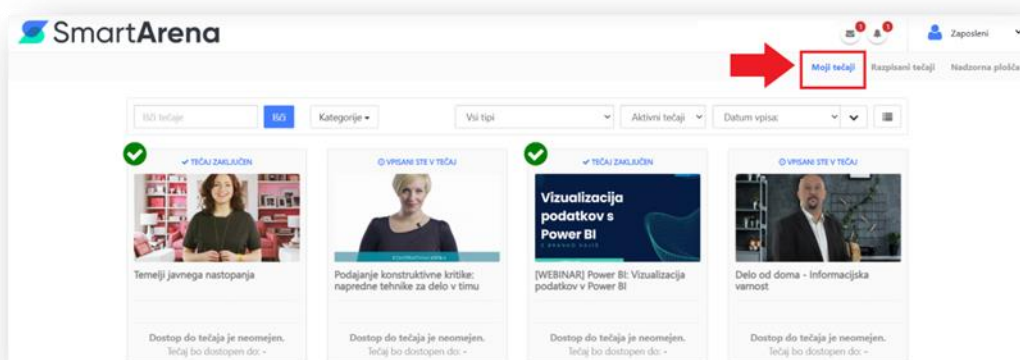 SmartArena
1
1
Zaposleni
Moji tečaji
Razpisani tečaji
Nadzorna plošča
Išči tečaje
Išči
Kategorije
Vsi tipi
Aktivni tečaji
Datum vpisa:
TEČAJ ZAKLJUČEN
VPISANI STE V TEČAJ
TEČAJ ZAKLJUČEN
VPISANI STE V TEČAJ
Vizualizacija
podatkov s
Power BI
Temelji javnega nastopanja
Podajanje konstruktivne kritike:
napredne tehnike za delo v timu
[WEBINAR] Power BI: Vizualizacija
podatkov v Power BI
Delo od doma - Informacijska
varnost
Dostop do tečaja je neomejen.
Tečaj bo dostopen do: -
Dostop do tečaja je neomejen.
Tečaj bo dostopen do: -
Dostop do tečaja je neomejen.
Tečaj bo dostopen do: -
Dostop do tečaja je neomejen.
Tečaj bo dostopen do: -